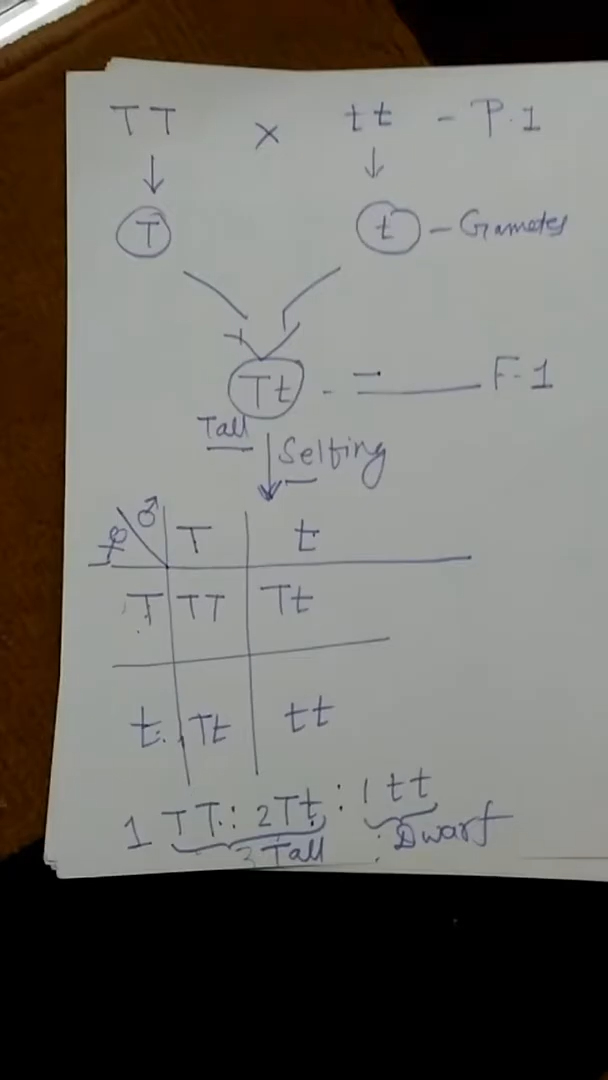 TT × tt - P.1
T t - Gametes
Tt - F-1
Tall
Selfing
♀ ♂ T t
T TT Tt
t Tt tt
1 TT : 2Tt : 1 tt
3 Tall : Dwarf